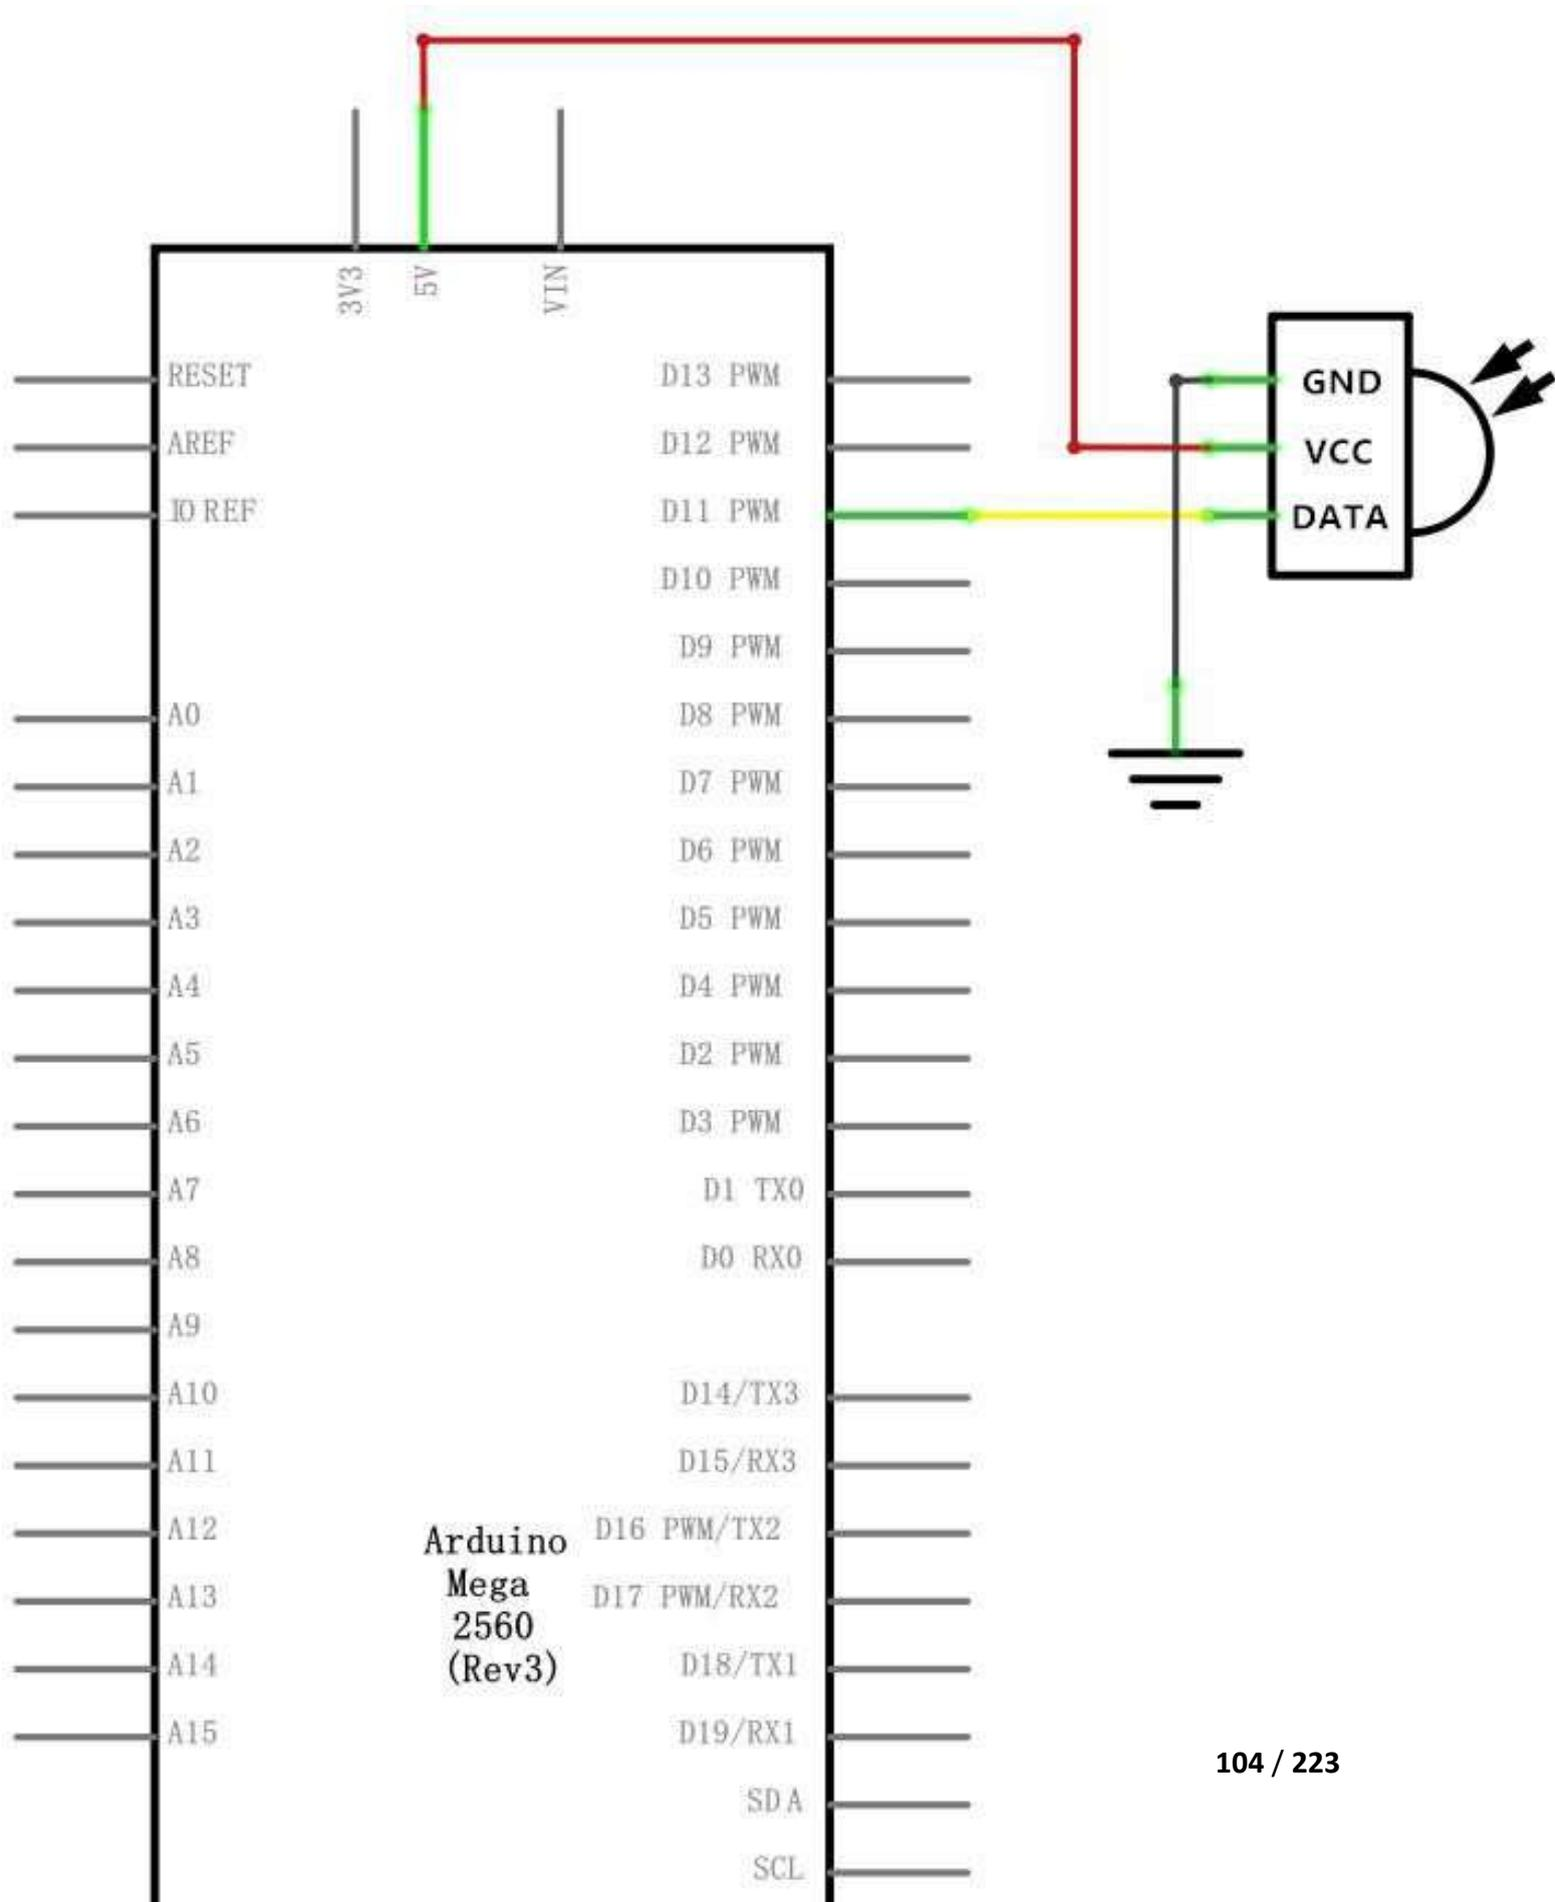 3V3
5V
VIN
RESET
AREF
IO REF
A0
A1
A2
A3
A4
A5
A6
A7
A8
A9
A10
A11
A12
A13
A14
A15
Arduino
Mega
2560
(Rev3)
D13 PWM
D12 PWM
D11 PWM
D10 PWM
D9 PWM
D8 PWM
D7 PWM
D6 PWM
D5 PWM
D4 PWM
D2 PWM
D3 PWM
D1 TX0
D0 RX0
D14/TX3
D15/RX3
D16 PWM/TX2
D17 PWM/RX2
D18/TX1
D19/RX1
SDA
SCL
GND
VCC
DATA
104 / 223